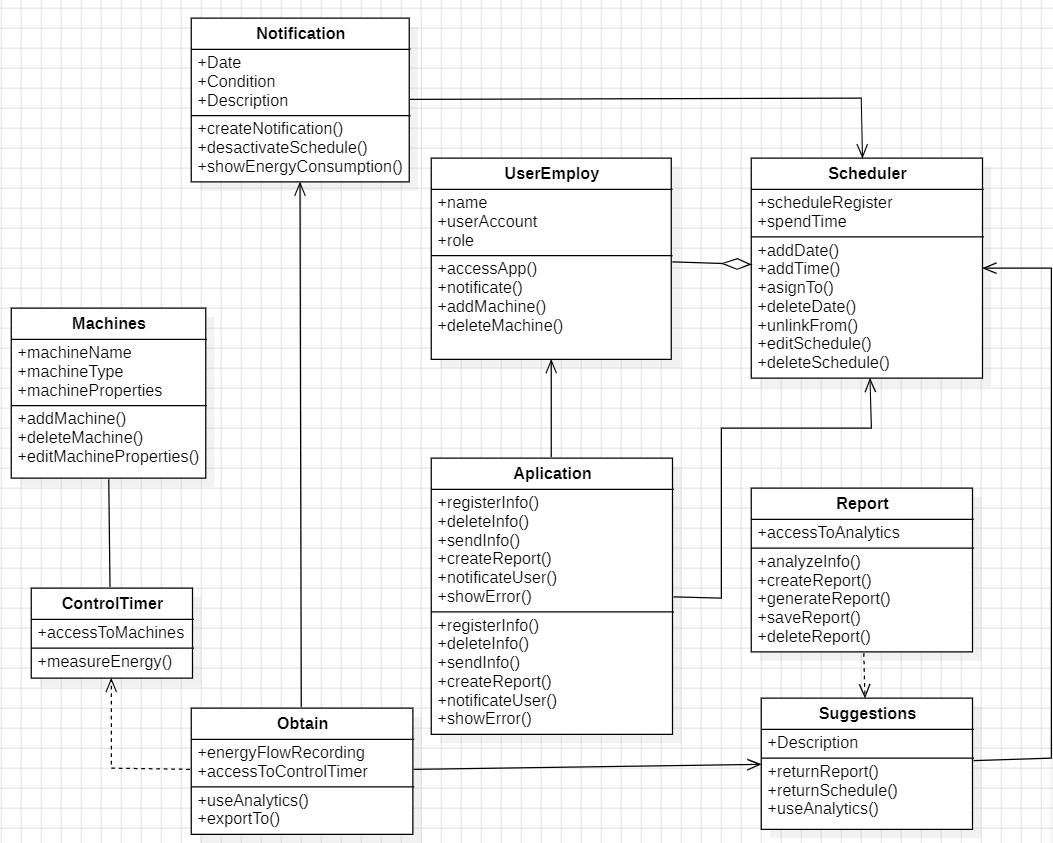 Notification
+Date
+Condition
+Description
+createNotification()
+desactivateSchedule()
+showEnergyConsumption()
UserEmploy
+name
+userAccount
+role
+accessApp()
+notificate()
+addMachine()
+deleteMachine()
Scheduler
+scheduleRegister
+spendTime
+addDate()
+addTime()
+asignTo()
+deleteDate()
+unlinkFrom()
+editSchedule()
+deleteSchedule()
Machines
+machineName
+machineType
+machineProperties
+addMachine()
+deleteMachine()
+editMachineProperties()
Aplication
+registerInfo()
+deleteInfo()
+sendInfo()
+createReport()
+notificateUser()
+showError()
+registerInfo()
+deleteInfo()
+sendInfo()
+createReport()
+notificateUser()
+showError()
Report
+accessToAnalytics
+analyzeInfo()
+createReport()
+generateReport()
+saveReport()
+deleteReport()
ControlTimer
+accessToMachines
+measureEnergy()
Obtain
+energyFlowRecording
+accessToControlTimer
+useAnalytics()
+exportTo()
Suggestions
+Description
+returnReport()
+returnSchedule()
+useAnalytics()